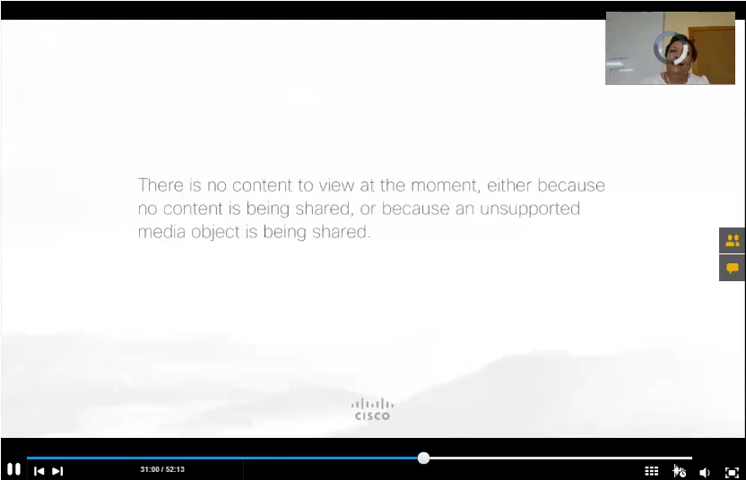 There is no content to view at the moment, either because
no content is being shared, or because an unsupported
media object is being shared.
CISCO
31:00 / 52:13